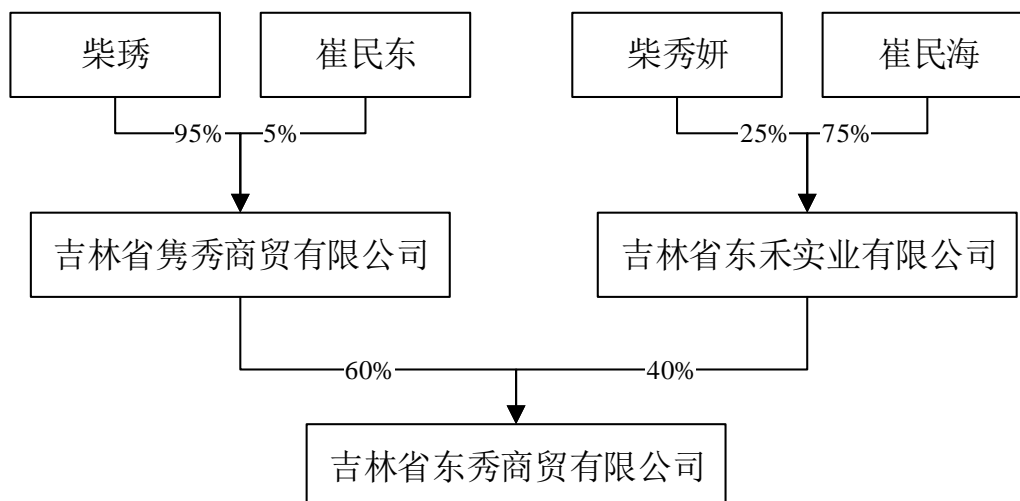 柴琇
崔民东
柴秀妍
崔民海
95%
5%
25%
75%
吉林省隽秀商贸有限公司
吉林省东禾实业有限公司
60%
40%
吉林省东秀商贸有限公司